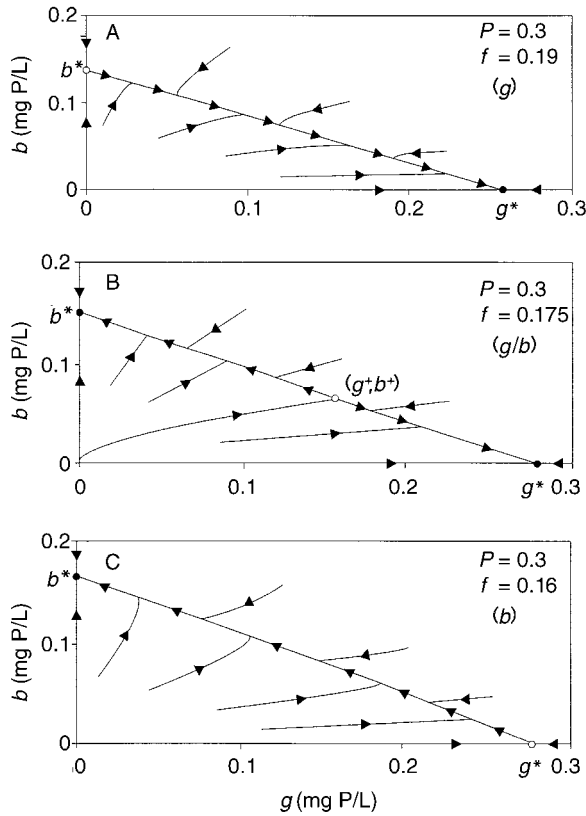 A
P = 0.3
f = 0.19
(g)
b (mg P/L)
0.2
b*
0.1
0
0
0.1
0.2
g*
0.3
B
P = 0.3
f = 0.175
(g/b)
b (mg P/L)
0.2
b*
0.1
0
(g⁺,b⁺)
0
0.1
0.2
g*
0.3
C
P = 0.3
f = 0.16
(b)
b (mg P/L)
0.2
b*
0.1
0
0
0.1
0.2
g*
0.3
g (mg P/L)